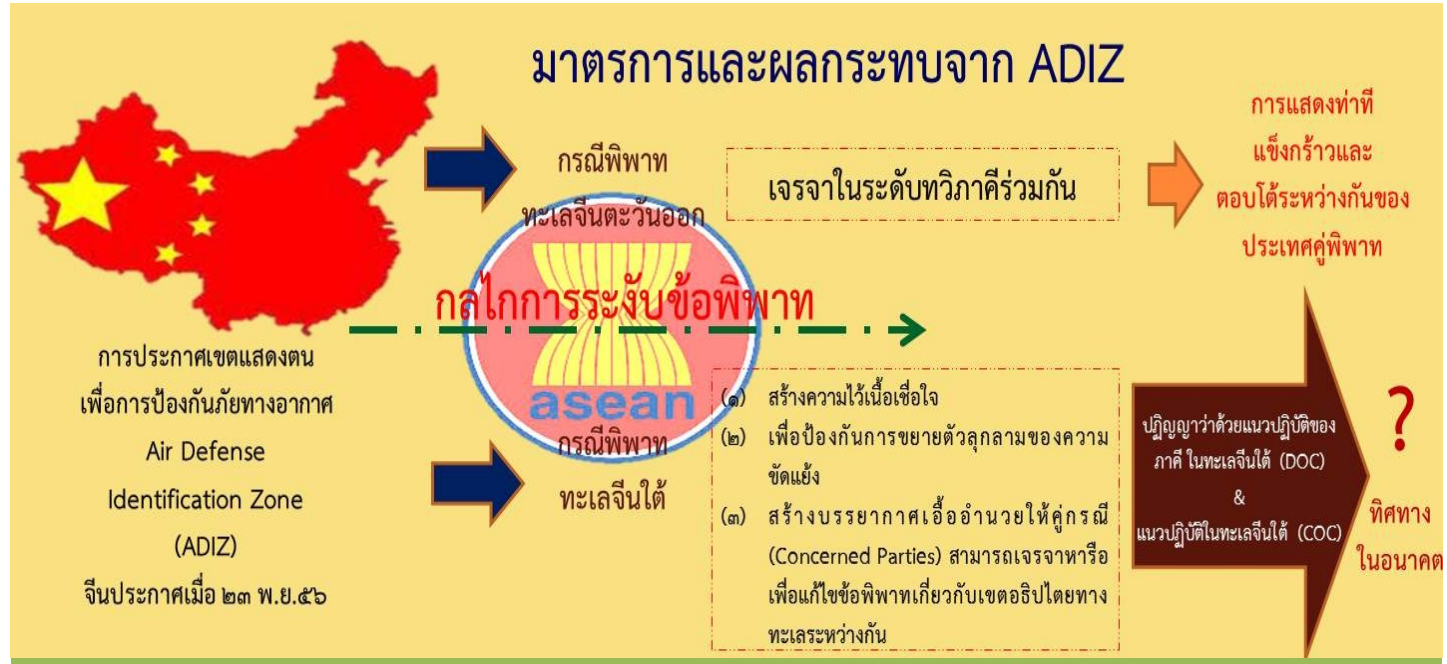 มาตรการและผลกระทบจาก ADIZ
กรณีพิพาท
ทะเลจีนตะวันออก
เจรจาในระดับทวิภาคีร่วมกัน
การแสดงท่าที
แข็งกร้าวและ
ตอบโต้ระหว่างกันของ
ประเทศคู่พิพาท
กลไกการระงับข้อพิพาท
การประกาศเขตแสดงตน
เพื่อการป้องกันภัยทางอากาศ
Air Defense
Identification Zone
(ADIZ)
จีนประกาศเมื่อ ๒๓ พ.ย.๕๖
asean
กรณีพิพาท
ทะเลจีนใต้
(๑) สร้างความไว้เนื้อเชื่อใจ
(๒) เพื่อป้องกันการขยายตัวลุกลามของความ
ขัดแย้ง
(๓) สร้างบรรยากาศเอื้ออำนวยให้คู่กรณี
(Concerned Parties) สามารถเจรจาหารือ
เพื่อแก้ไขข้อพิพาทเกี่ยวกับเขตอธิปไตยทาง
ทะเลระหว่างกัน
ปฏิญญาว่าด้วยแนวปฏิบัติของ
ภาคี ในทะเลจีนใต้ (DOC)
&
แนวปฏิบัติในทะเลจีนใต้ (COC)
?
ทิศทาง
ในอนาคต